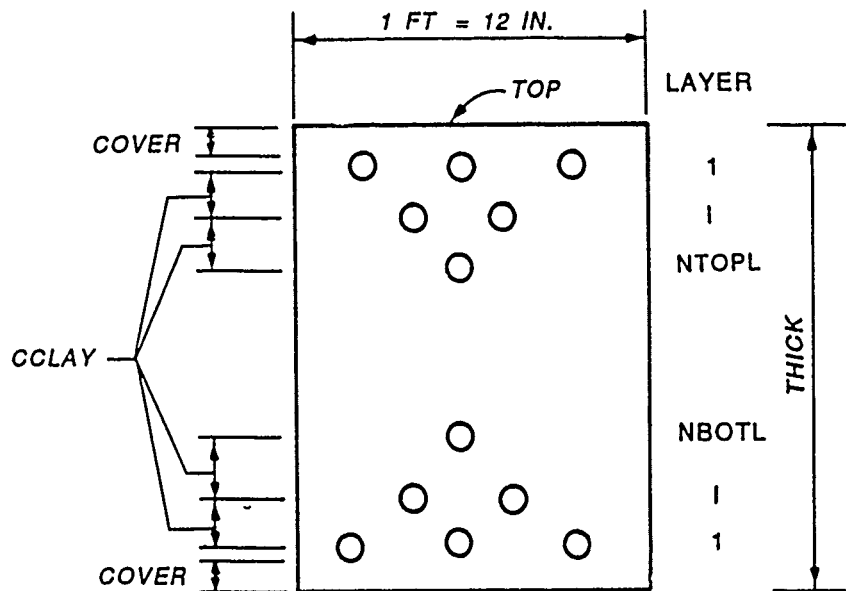 1 FT = 12 IN.
TOP
LAYER
COVER
1
I
NTOPL
CCLAY
THICK
NBOTL
I
1
COVER